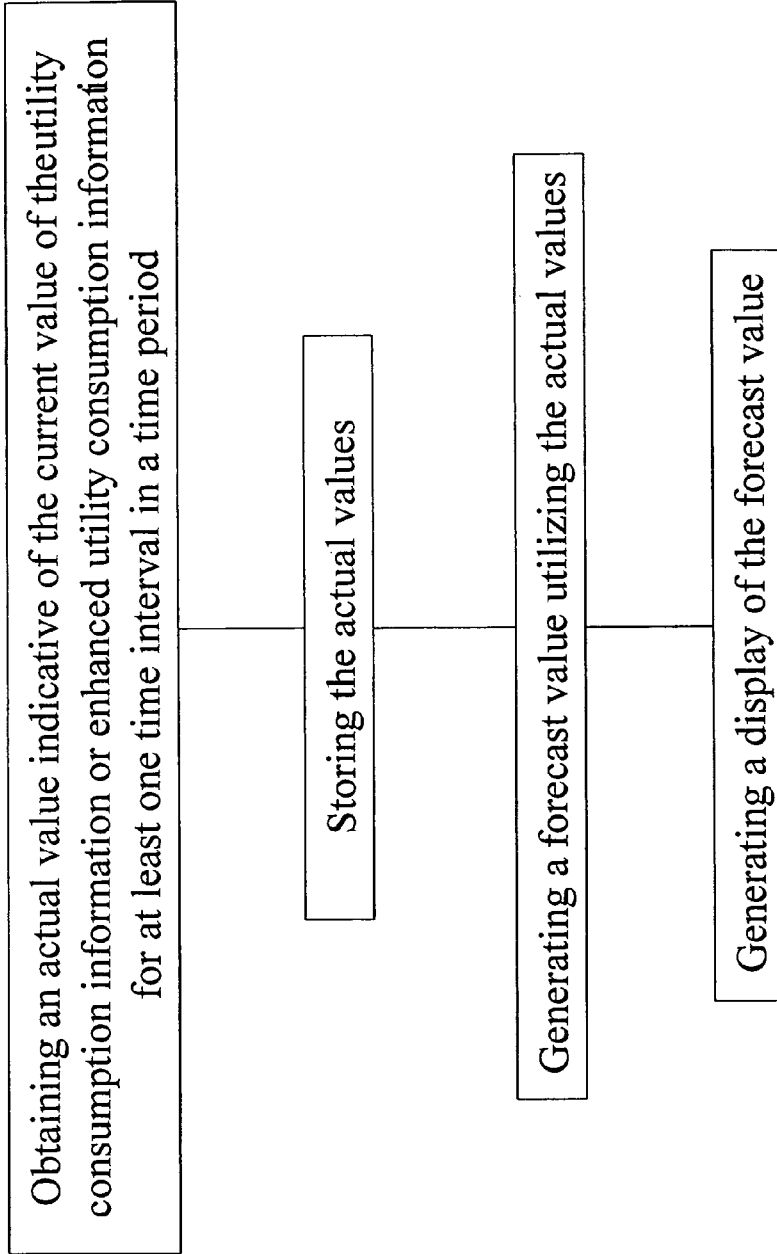 Obtaining an actual value indicative of the current value of theutility
consumption information or enhanced utility consumption information
for at least one time interval in a time period
Storing the actual values
Generating a forecast value utilizing the actual values
Generating a display of the forecast value